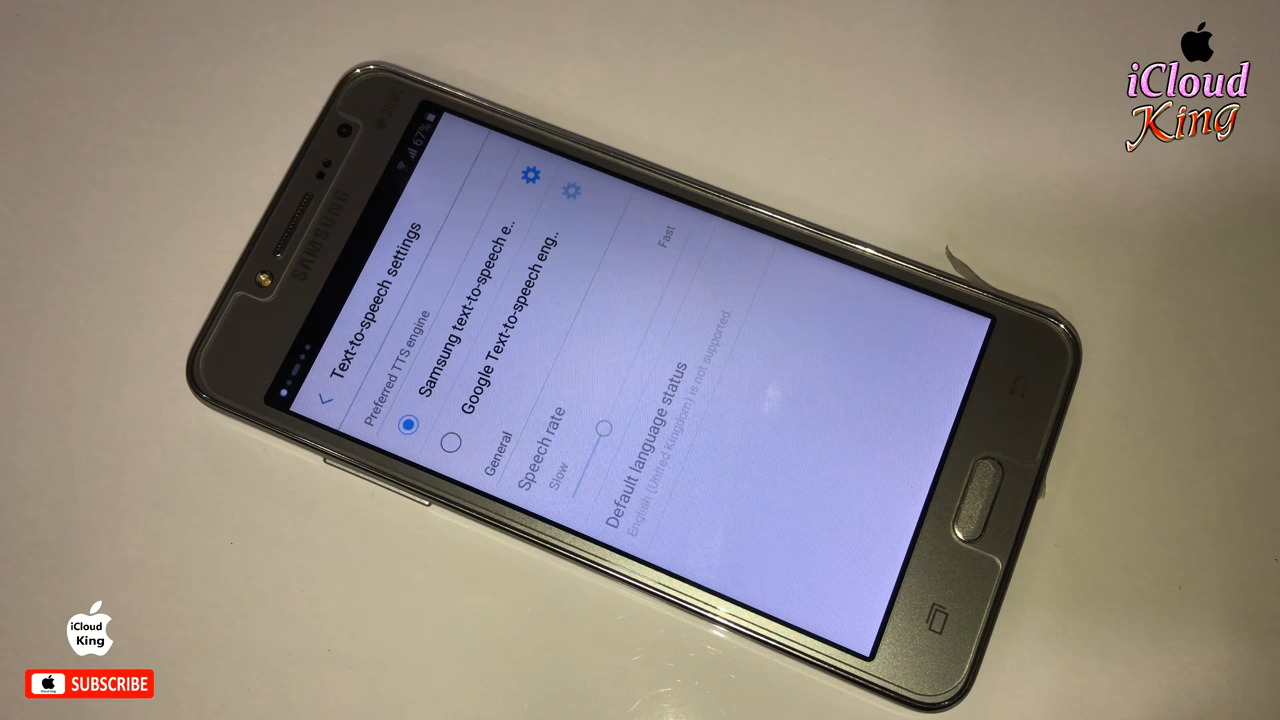 iCloud
King
SAMSUNG
67%
Text-to-speech settings
Preferred TTS engine
Samsung text-to-speech e..
Google Text-to-speech eng..
General
Speech rate
Slow
Fast
Default language status
English (United Kingdom) is not supported.
iCloud
King
SUBSCRIBE